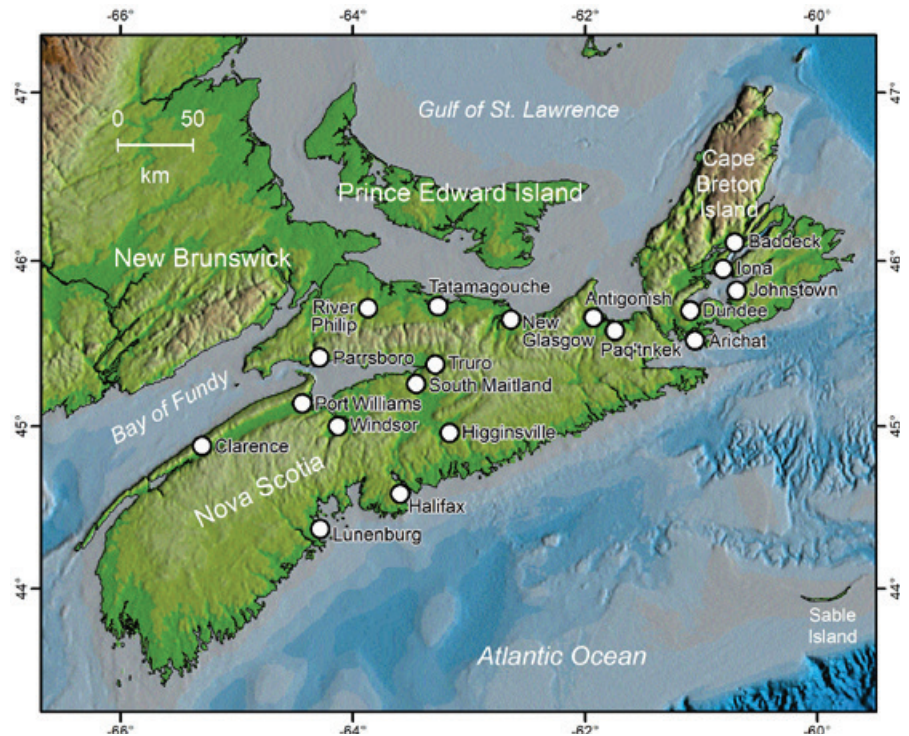 -66°
-64°
-62°
-60°
47°
Gulf of St. Lawrence
0 50
km
Cape
Breton
Island
Prince Edward Island
New Brunswick
Baddeck
46°
46°
47°
Iona
Tatamagouche
Johnstown
Antigonish
River
Philip
Dundee
New
Glasgow
Paq'tnkek
Arichat
Parrsboro
Truro
South Maitland
Bay of Fundy
Port Williams
45°
45°
Windsor
Higginsville
Clarence
Nova Scotia
Halifax
Lunenburg
44°
44°
Sable
Island
Atlantic Ocean
-66°
-64°
-62°
-60°